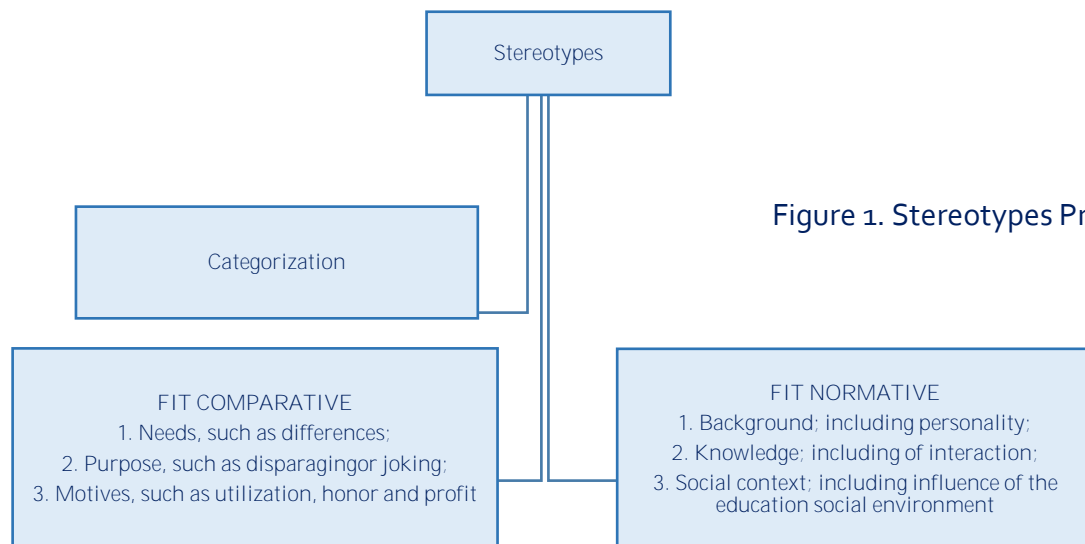 Stereotypes
Categorization
Figure 1. Stereotypes Pr
FIT COMPARATIVE
1. Needs, such as differences;
2. Purpose, such as disparagingor joking;
3. Motives, such as utilization, honor and profit
FIT NORMATIVE
1. Background; including personality;
2. Knowledge; including of interaction;
3. Social context; including influence of the
education social environment